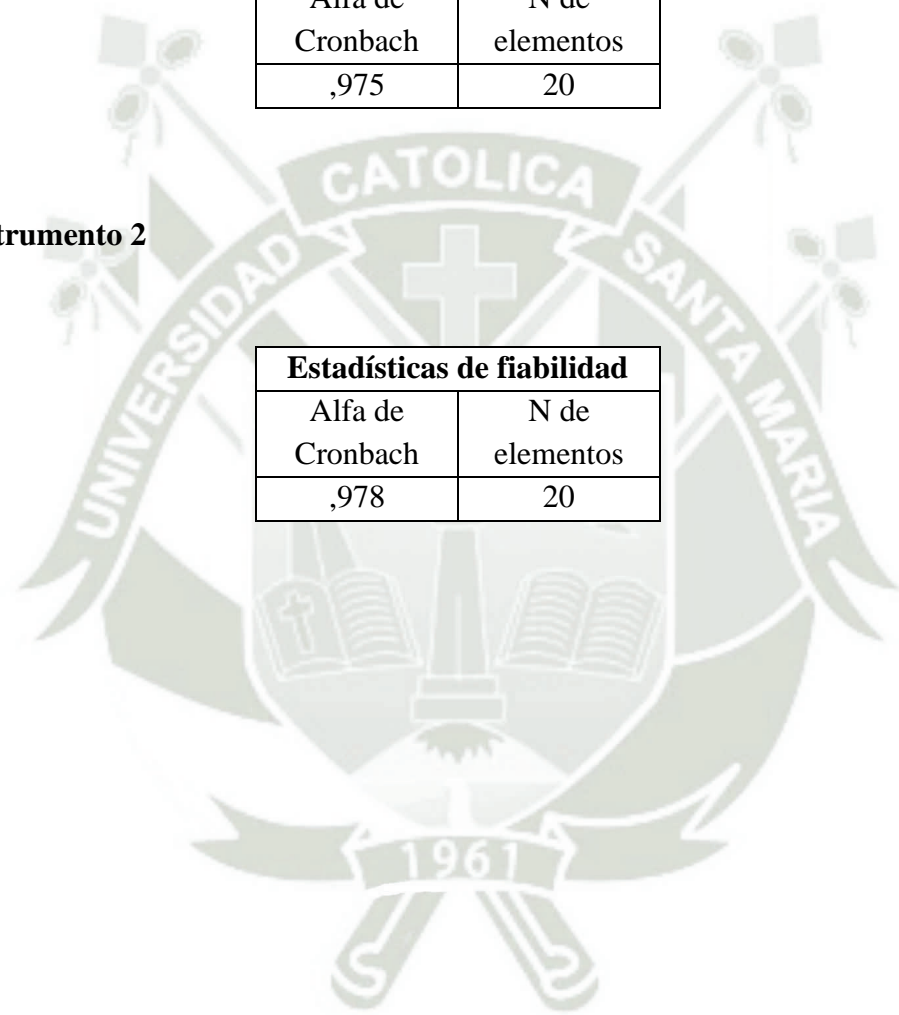 Alfa de N de
Cronbach elementos
,975 20
CATOLICA
trumento 2
UNIVERSIDAD
SANTA MARIA
Estadísticas de fiabilidad
Alfa de N de
Cronbach elementos
,978 20
1961